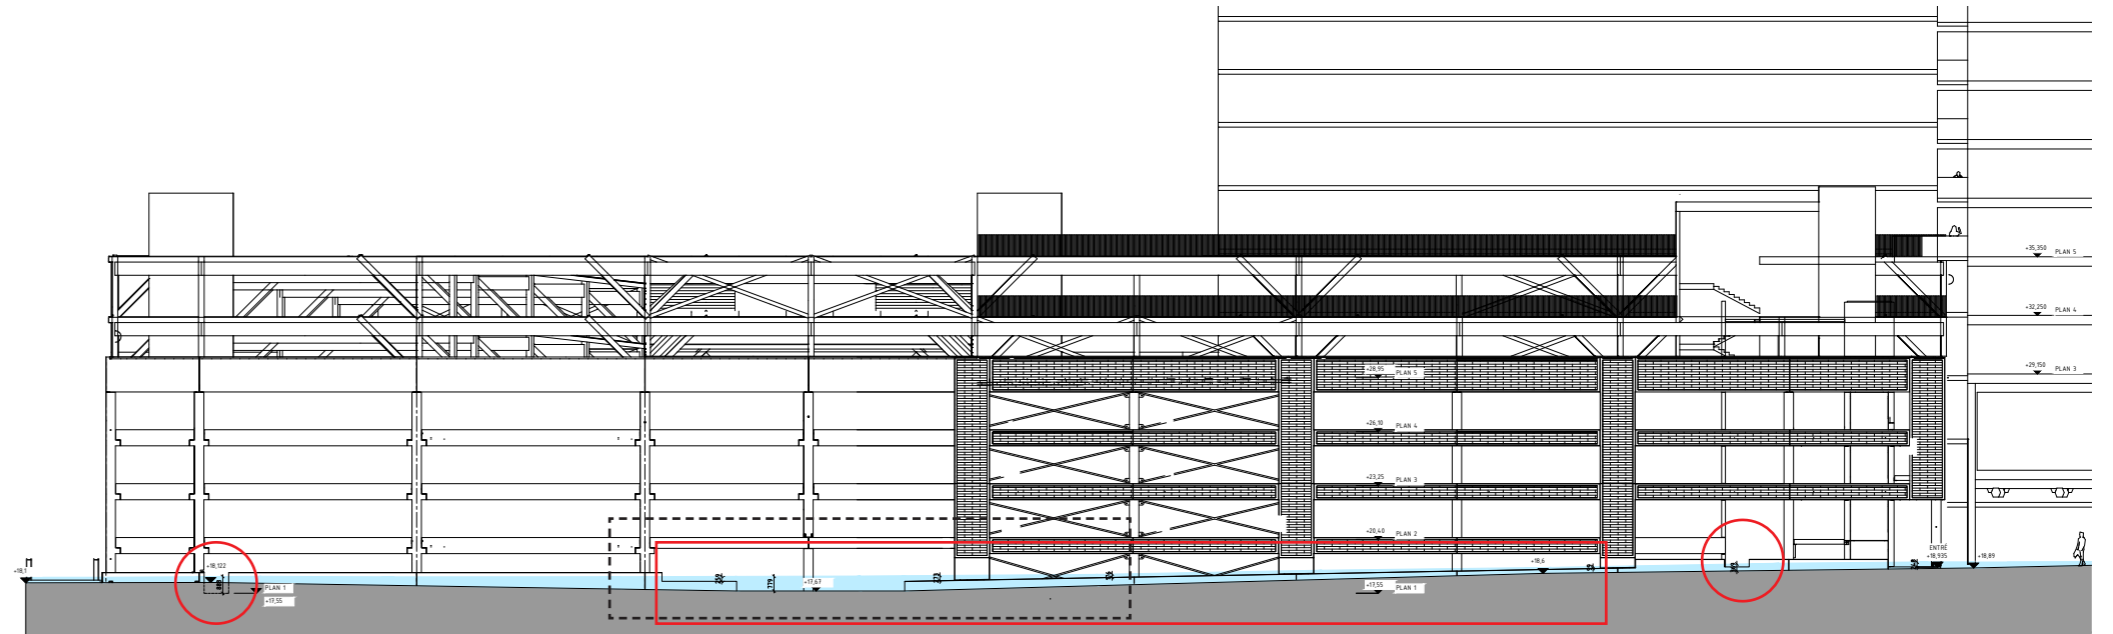 +35,350 PLAN 5
+32,250 PLAN 4
+29,150 PLAN 3
+28,95 PLAN 5
+26,10 PLAN 4
+23,25 PLAN 3
+20,40 PLAN 2
ENTRÉ
+18,935
+18,89
+18,6
+18,1
+18,122
PLAN 1
+17,55
+17,67
+17,55 PLAN 1